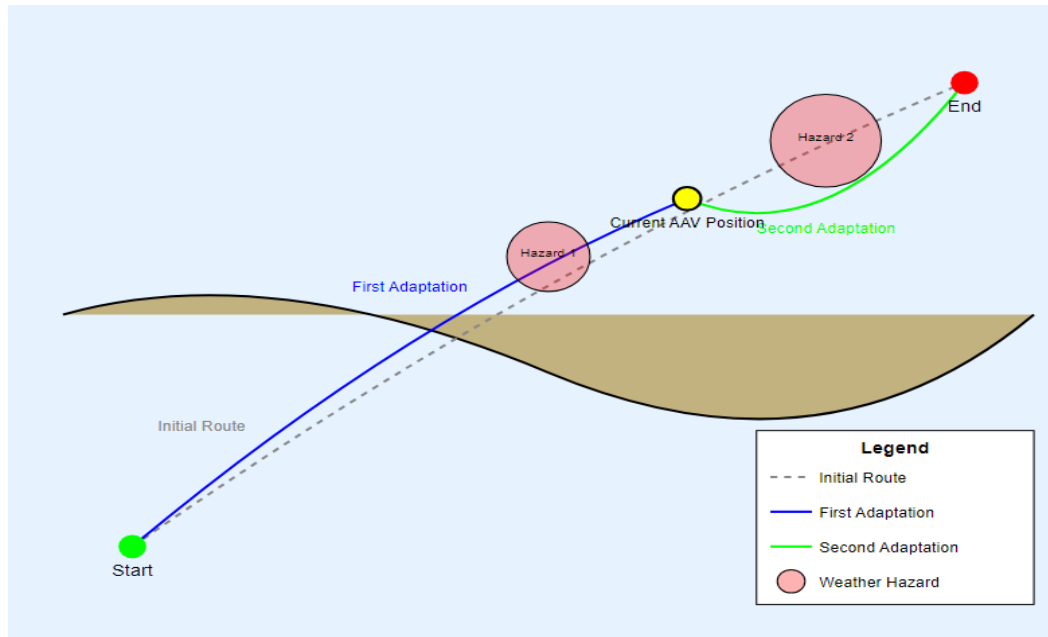 End
Hazard 2
Current AAV Position
Second Adaptation
Hazard 1
First Adaptation
Initial Route
Start
Legend
Initial Route
First Adaptation
Second Adaptation
Weather Hazard